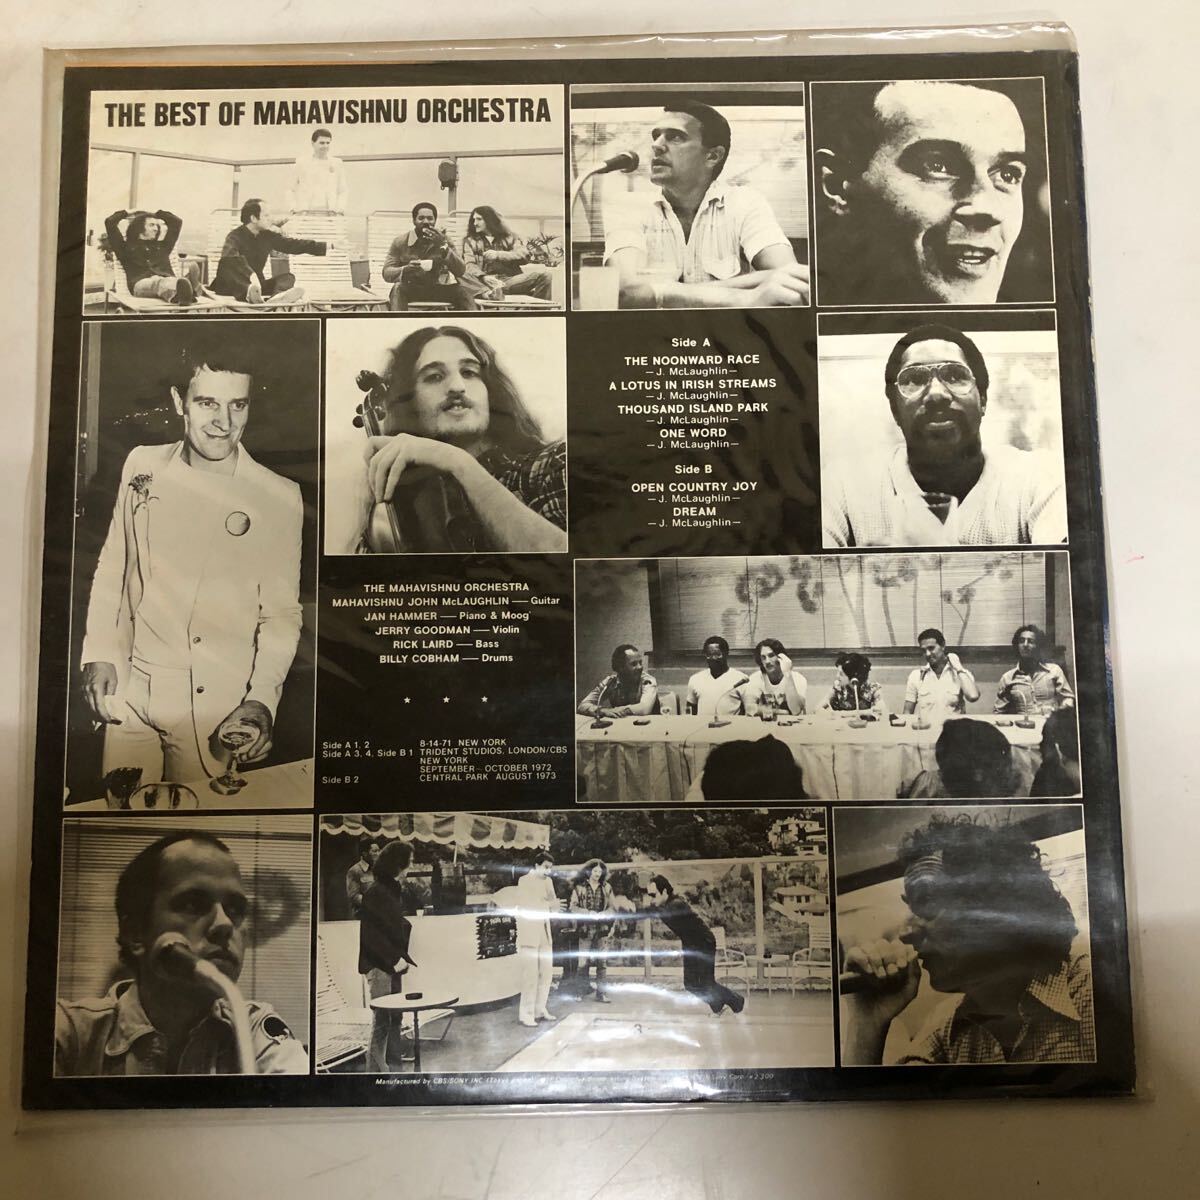 THE BEST OF MAHAVISHNU ORCHESTRA
Side A
THE NOONWARD RACE
— J. McLaughlin —
A LOTUS IN IRISH STREAMS
— J. McLaughlin —
THOUSAND ISLAND PARK
— J. McLaughlin —
ONE WORD
— J. McLaughlin —
Side B
OPEN COUNTRY JOY
— J. McLaughlin —
DREAM
— J. McLaughlin —
THE MAHAVISHNU ORCHESTRA
MAHAVISHNU JOHN McLAUGHLIN — Guitar
JAN HAMMER — Piano & Moog
JERRY GOODMAN — Violin
RICK LAIRD — Bass
BILLY COBHAM — Drums
★ ★ ★
Side A 1, 2 8-14-71 NEW YORK
Side A 3, 4, Side B 1 TRIDENT STUDIOS, LONDON/CBS
NEW YORK
SEPTEMBER–OCTOBER 1972
Side B 2 CENTRAL PARK AUGUST 1973
Manufactured by CBS/SONY INC. Corp. ¥2,300